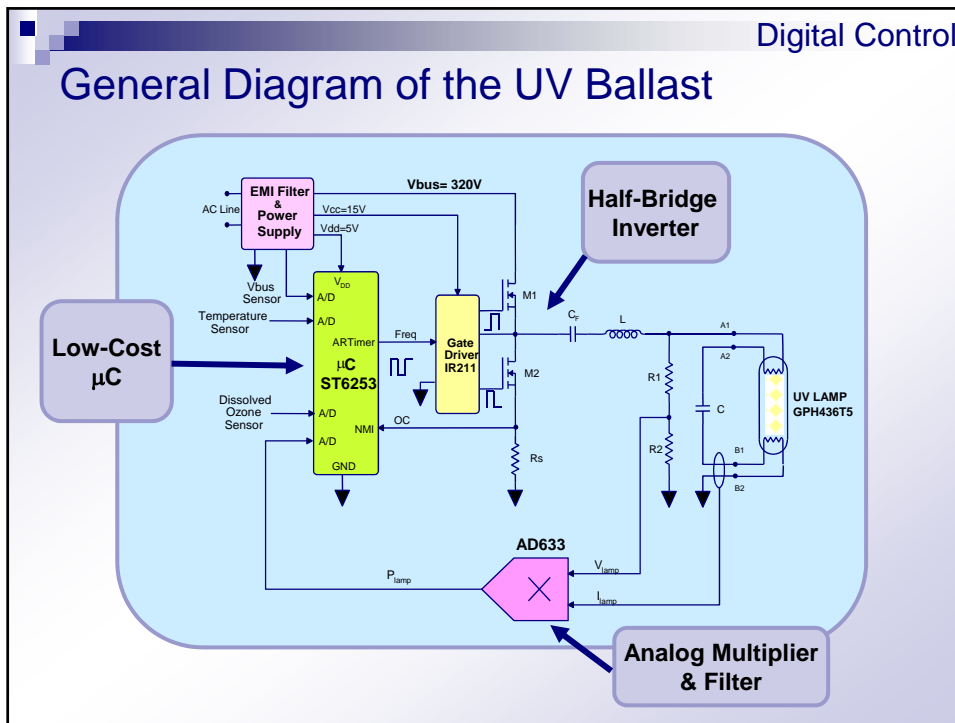 Digital Control
General Diagram of the UV Ballast
EMI Filter
&
Power
Supply
AC Line
Vbus= 320V
Vcc=15V
Vdd=5V
Half-Bridge
Inverter
Vbus
Sensor
VDD
A/D
Temperature
Sensor
A/D
ARTimer
Freq
μC
ST6253
Gate
Driver
IR211
M1
M2
CF
L
A1
A2
R1
R2
C
UV LAMP
GPH436T5
B1
B2
Low-Cost
μC
Dissolved
Ozone
Sensor
A/D
NMI
OC
A/D
GND
Rs
AD633
Plamp
Vlamp
Ilamp
Analog Multiplier
& Filter